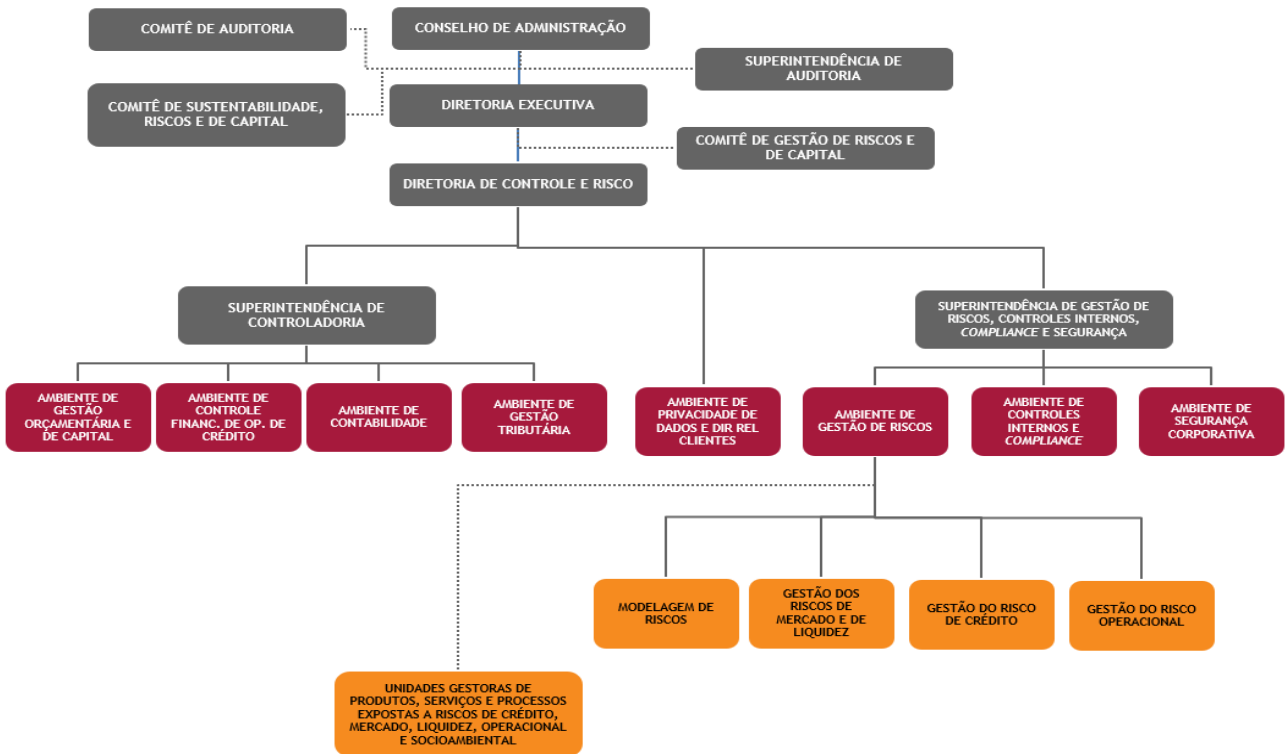 COMITÊ DE AUDITORIA
CONSELHO DE ADMINISTRAÇÃO
SUPERINTENDÊNCIA DE
AUDITORIA
COMITÊ DE SUSTENTABILIDADE,
RISCOS E DE CAPITAL
DIRETORIA EXECUTIVA
COMITÊ DE GESTÃO DE RISCOS E
DE CAPITAL
DIRETORIA DE CONTROLE E RISCO
SUPERINTENDÊNCIA DE
CONTROLADORIA
SUPERINTENDÊNCIA DE GESTÃO DE
RISCOS, CONTROLES INTERNOS,
COMPLIANCE E SEGURANÇA
AMBIENTE DE
GESTÃO
ORÇAMENTÁRIA E
DE CAPITAL
AMBIENTE DE
CONTROLE
FINANC. DE OP. DE
CRÉDITO
AMBIENTE DE
CONTABILIDADE
AMBIENTE DE
GESTÃO
TRIBUTÁRIA
AMBIENTE DE
PRIVACIDADE DE
DADOS E DIR REL
CLIENTES
AMBIENTE DE
GESTÃO DE RISCOS
AMBIENTE DE
CONTROLES
INTERNOS E
COMPLIANCE
AMBIENTE DE
SEGURANÇA
CORPORATIVA
MODELAGEM DE
RISCOS
GESTÃO DOS
RISCOS DE
MERCADO E DE
LIQUIDEZ
GESTÃO DO RISCO
DE CRÉDITO
GESTÃO DO RISCO
OPERACIONAL
UNIDADES GESTORAS DE
PRODUTOS, SERVIÇOS E PROCESSOS
EXPOSTAS A RISCOS DE CRÉDITO,
MERCADO, LIQUIDEZ, OPERACIONAL
E SOCIOAMBIENTAL